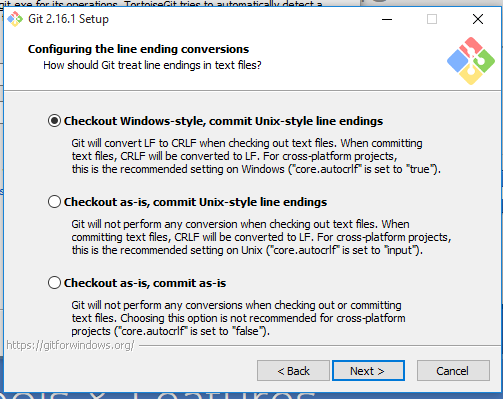 git.exe for its operations. TortoiseGit tries to automatically detect a
Git 2.16.1 Setup
Configuring the line ending conversions
How should Git treat line endings in text files?
Checkout Windows-style, commit Unix-style line endings
Git will convert LF to CRLF when checking out text files. When committing
text files, CRLF will be converted to LF. For cross-platform projects,
this is the recommended setting on Windows ("core.autocrlf" is set to "true").
Checkout as-is, commit Unix-style line endings
Git will not perform any conversion when checking out text files. When
committing text files, CRLF will be converted to LF. For cross-platform projects,
this is the recommended setting on Unix ("core.autocrlf" is set to "input").
Checkout as-is, commit as-is
Git will not perform any conversions when checking out or committing
text files. Choosing this option is not recommended for cross-platform
projects ("core.autocrlf" is set to "false").
https://gitforwindows.org/
< Back
Next >
Cancel